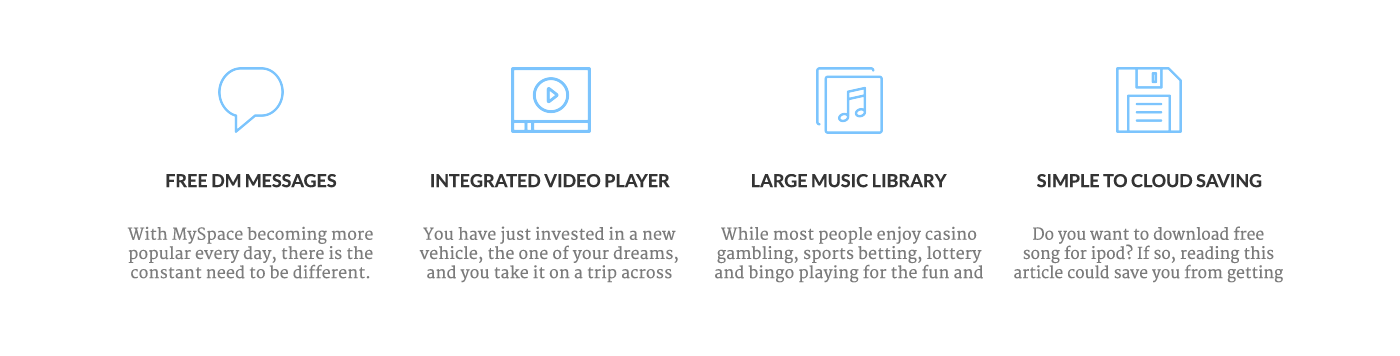 FREE DM MESSAGES
With MySpace becoming more
popular every day, there is the
constant need to be different.
INTEGRATED VIDEO PLAYER
You have just invested in a new
vehicle, the one of your dreams,
and you take it on a trip across
LARGE MUSIC LIBRARY
While most people enjoy casino
gambling, sports betting, lottery
and bingo playing for the fun and
SIMPLE TO CLOUD SAVING
Do you want to download free
song for ipod? If so, reading this
article could save you from getting